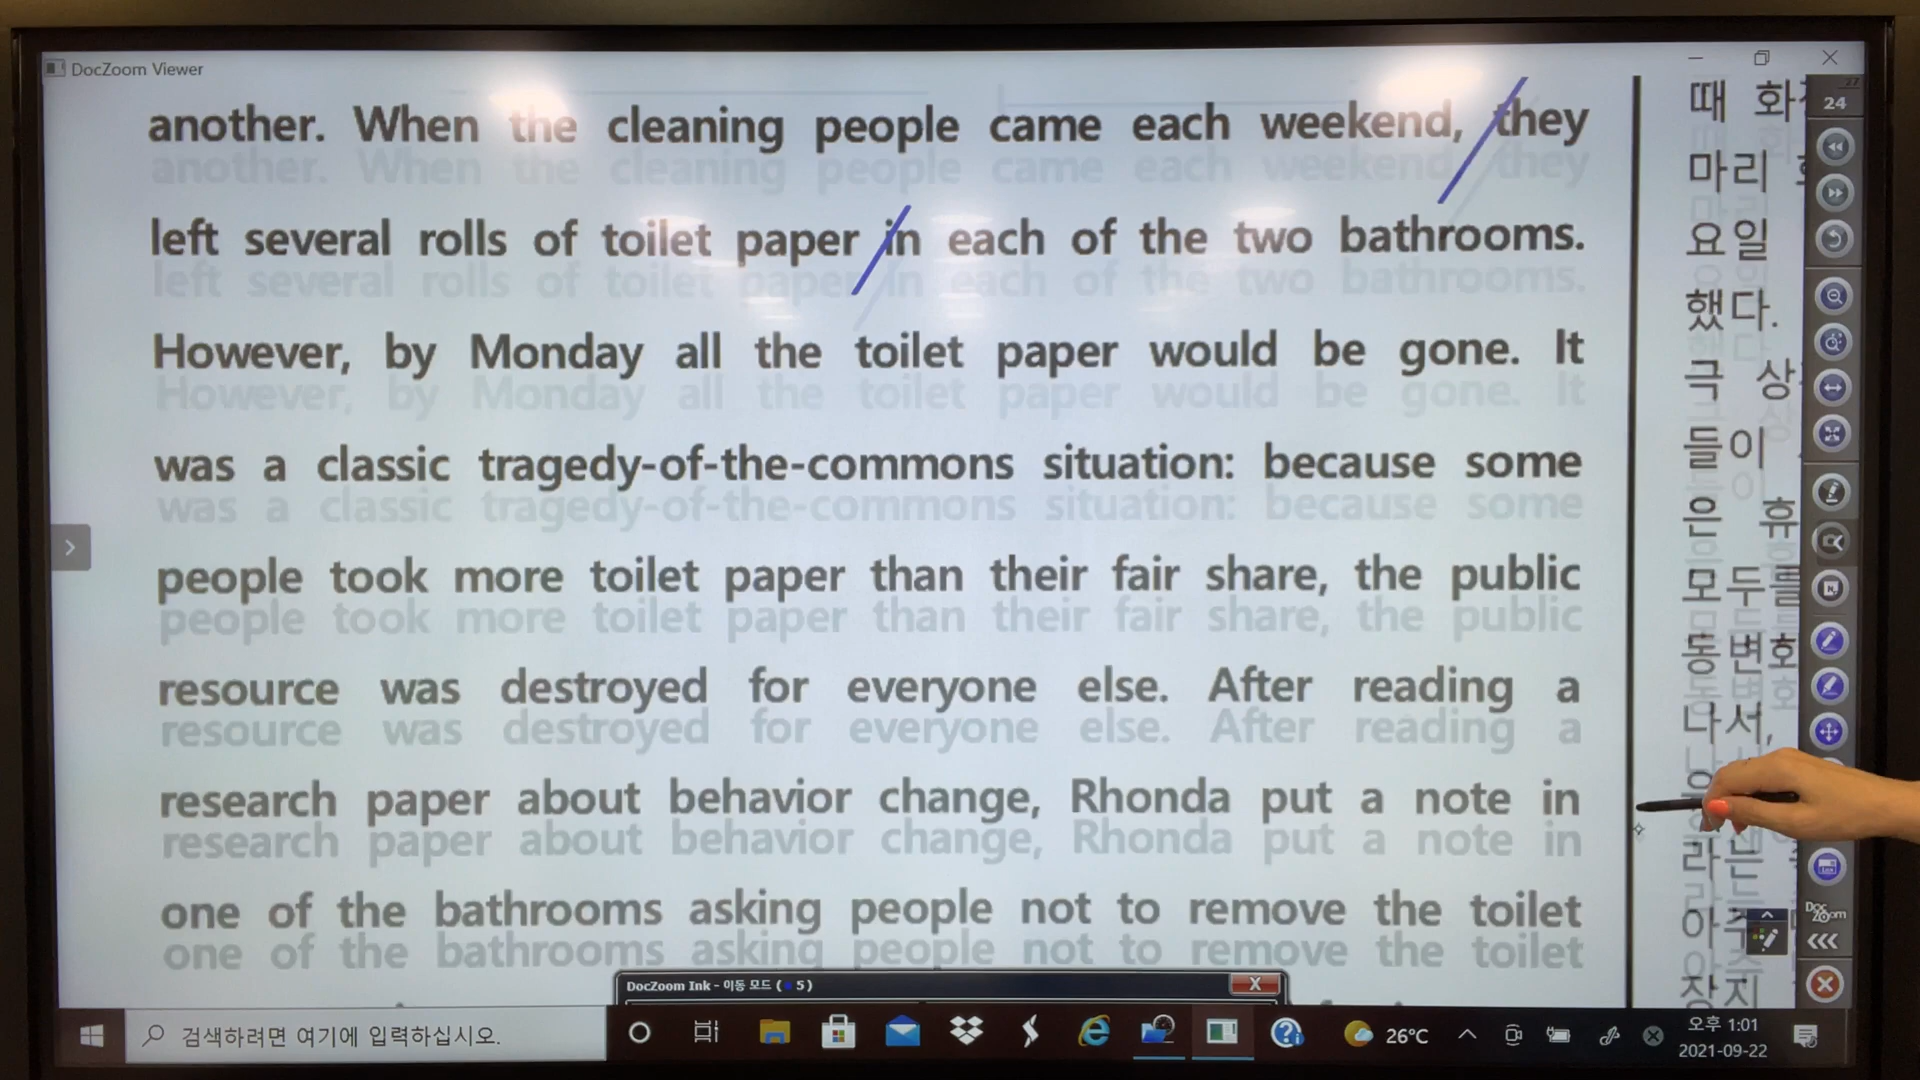 DocZoom Viewer
another. When the cleaning people came each weekend, they
left several rolls of toilet paper in each of the two bathrooms.
However, by Monday all the toilet paper would be gone. It
was a classic tragedy-of-the-commons situation: because some
people took more toilet paper than their fair share, the public
resource was destroyed for everyone else. After reading a
research paper about behavior change, Rhonda put a note in
one of the bathrooms asking people not to remove the toilet
때
마리
요일
했다.
극 상
들이
은 휴
모두를
동변호
나서,
라는
장지
27
24
Doc Zoom
DocZoom Ink - 이동 모드 ( 5 )
검색하려면 여기에 입력하십시오.
26°C
오후 1:01
2021-09-22